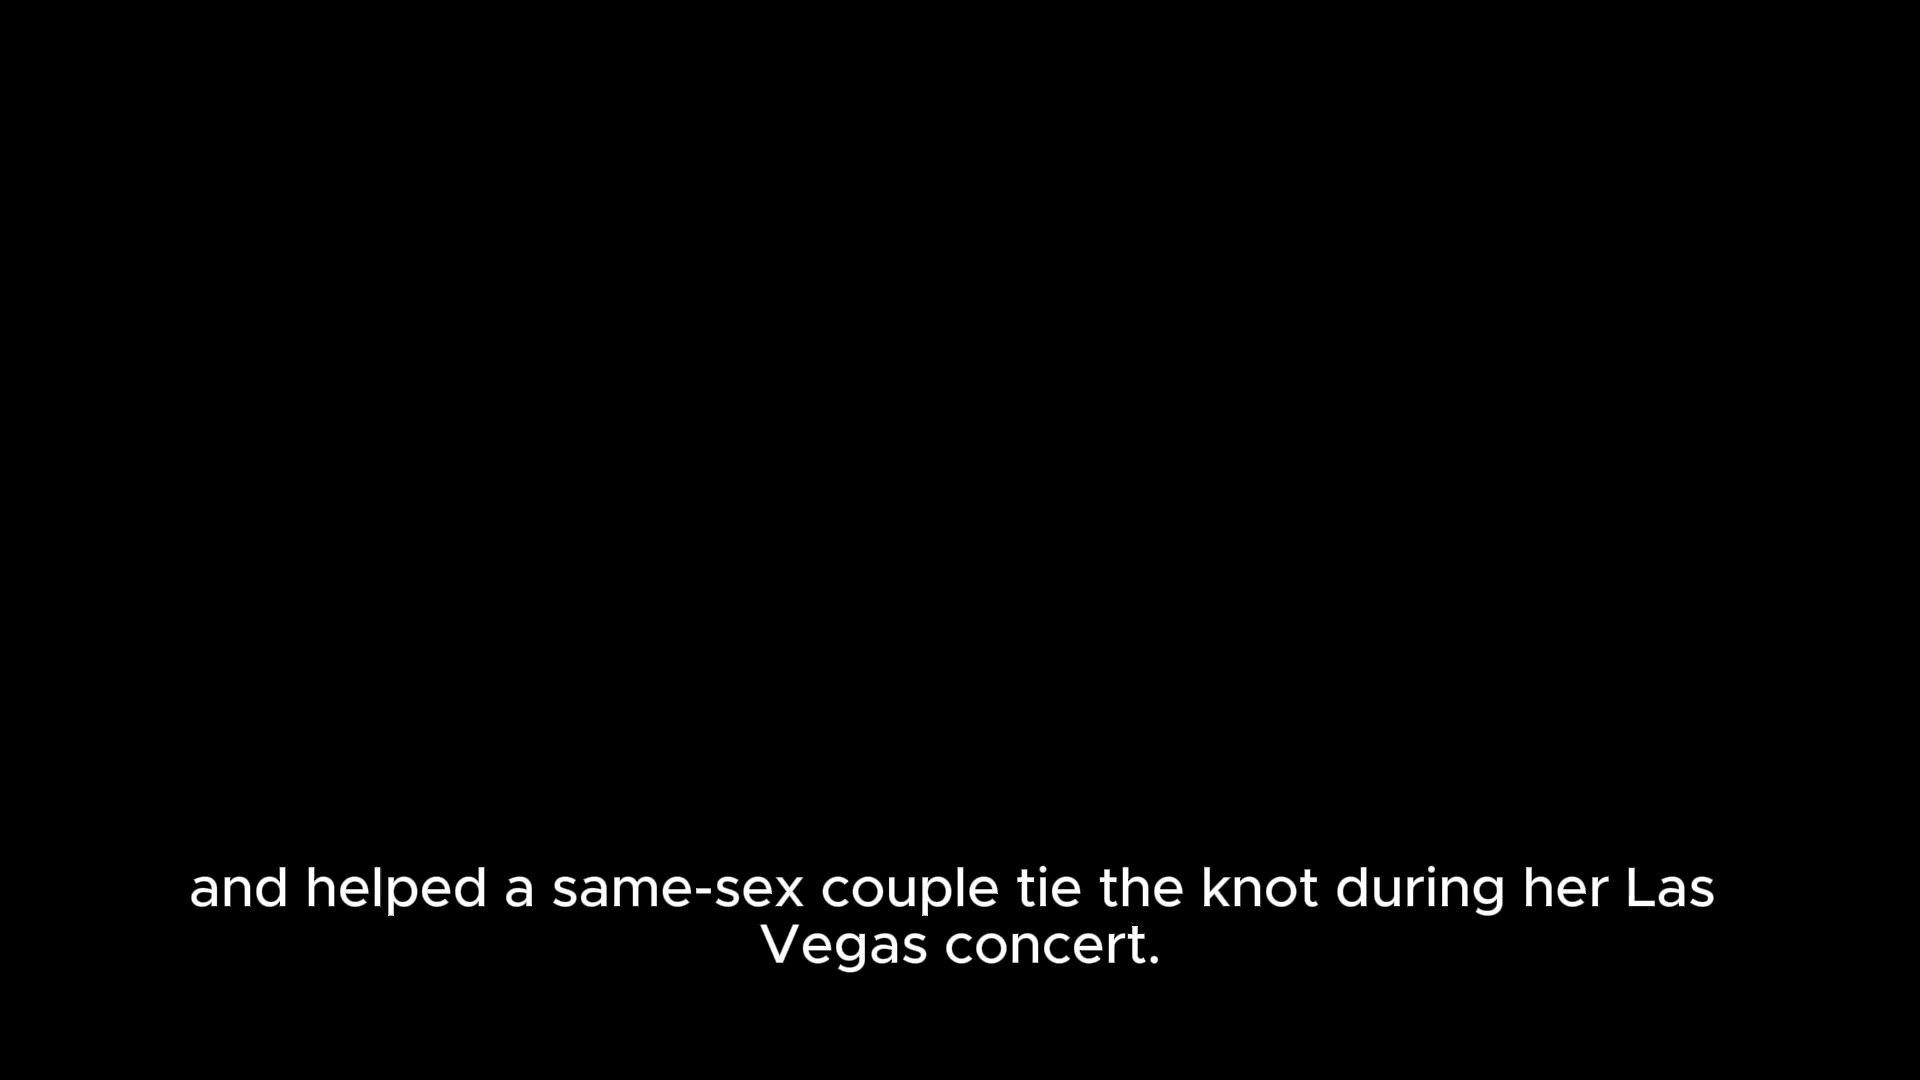 and helped a same-sex couple tie the knot during her Las
Vegas concert.